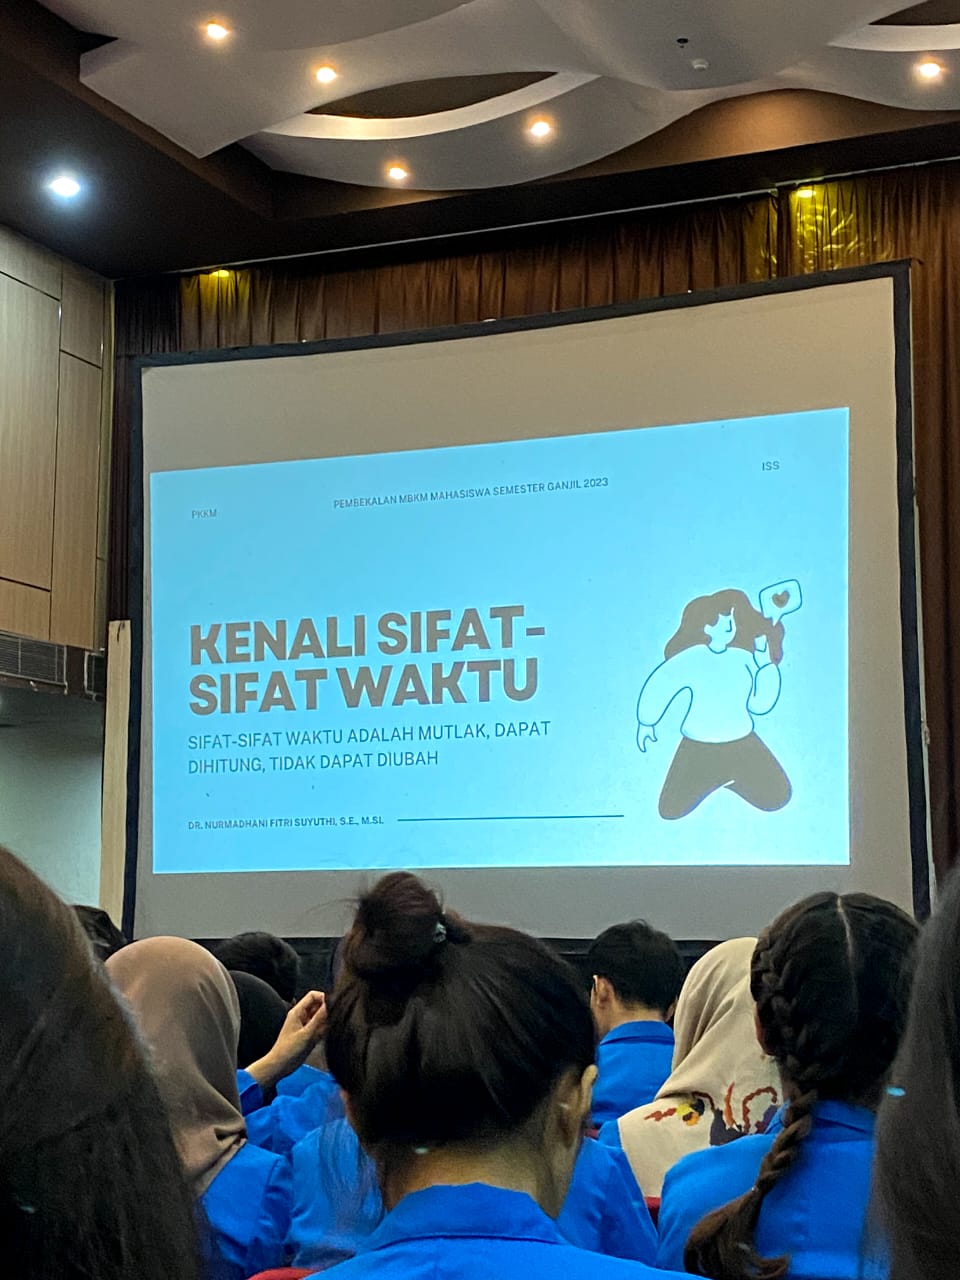 PKKM
PEMBEKALAN MBKM MAHASISWA SEMESTER GANJIL 2023
ISS
KENALI SIFAT-
SIFAT WAKTU
SIFAT-SIFAT WAKTU ADALAH MUTLAK, DAPAT
DIHITUNG, TIDAK DAPAT DIUBAH
DR. NURMADHANI FITRI SUYUTHI, S.E., M.SI.